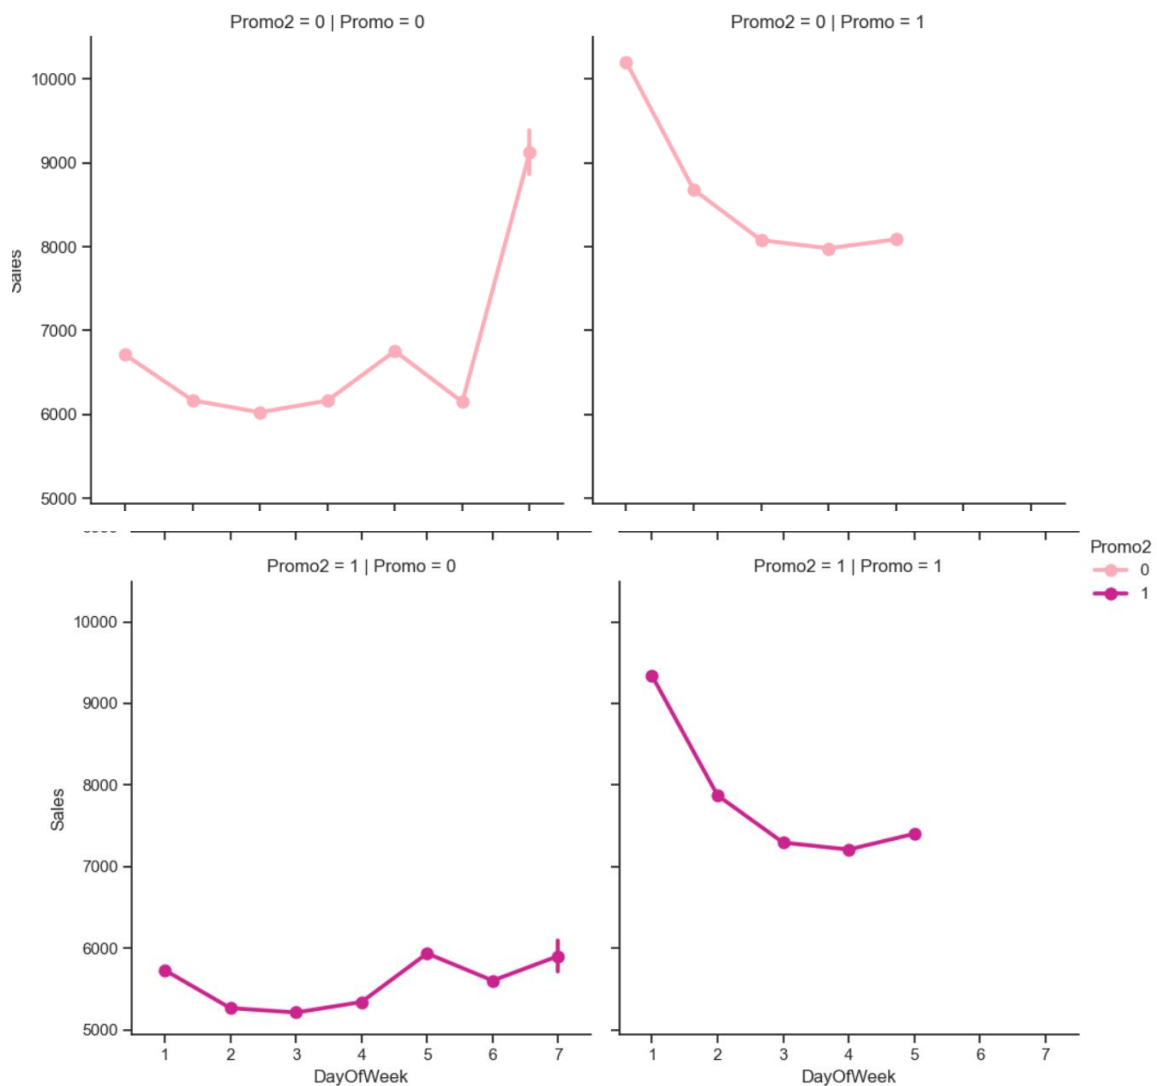 Promo2 = 0 | Promo = 0
Promo2 = 0 | Promo = 1
10000
9000
8000
7000
6000
5000
Sales
Promo2 = 1 | Promo = 0
Promo2 = 1 | Promo = 1
Promo2
0
1
10000
9000
8000
7000
6000
5000
Sales
1 2 3 4 5 6 7
1 2 3 4 5 6 7
DayOfWeek
DayOfWeek